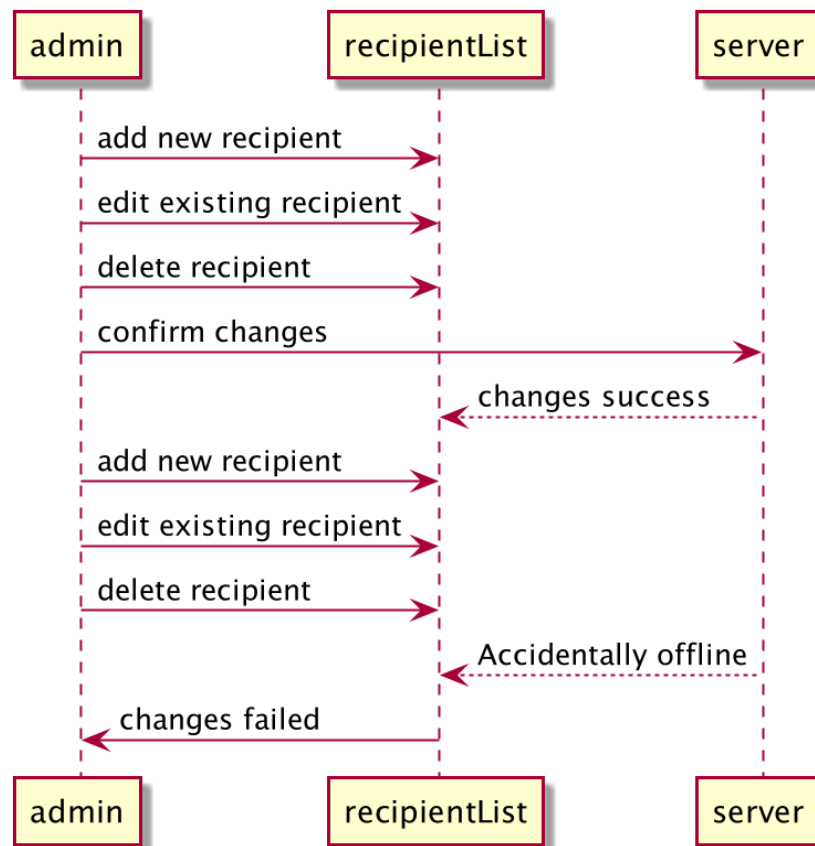 admin
recipientList
server
add new recipient
edit existing recipient
delete recipient
confirm changes
changes success
add new recipient
edit existing recipient
delete recipient
Accidentally offline
changes failed
admin
recipientList
server